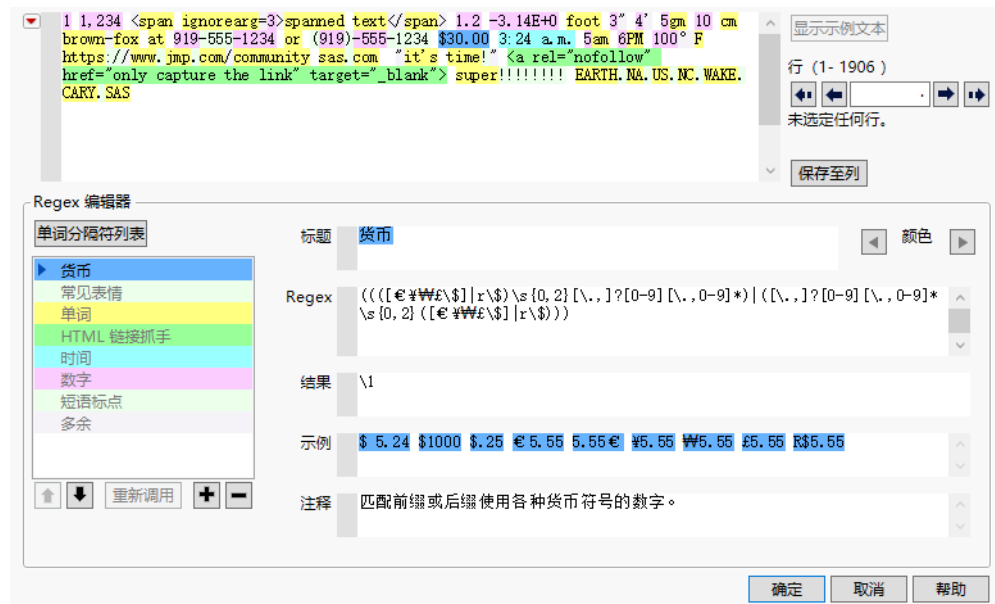 1 1,234 <span ignorearg=3>spanned text</span> 1.2 -3.14E+0 foot 3" 4' 5gm 10 cm
brown-fox at 919-555-1234 or (919)-555-1234 $30.00 3:24 a.m. 5am 6PM 100° F
https://www.jmp.com/community sas.com "it's time!" <a rel="nofollow"
href="only capture the link" target="_blank"> super!!!!!!!! EARTH.NA.US.NC.WAKE.
CARY.SAS
显示示例文本
行 (1- 1906 )
.
未选定任何行。
保存至列
Regex 编辑器
单词分隔符列表
标题
货币
颜色
货币
常见表情
单词
HTML 链接抓手
时间
数字
短语标点
多余
Regex
((([€¥₩£\$]|r\$)\s{0,2}[\.,]?[0-9][\.,0-9]*)|([\.,]?[0-9][\.,0-9]*
\s{0,2}([€¥₩£\$]|r\$)))
结果
\1
示例
$ 5.24 $1000 $.25 €5.55 5.55€ ¥5.55 ₩5.55 £5.55 R$5.55
重新调用
注释
匹配前缀或后缀使用各种货币符号的数字。
确定
取消
帮助